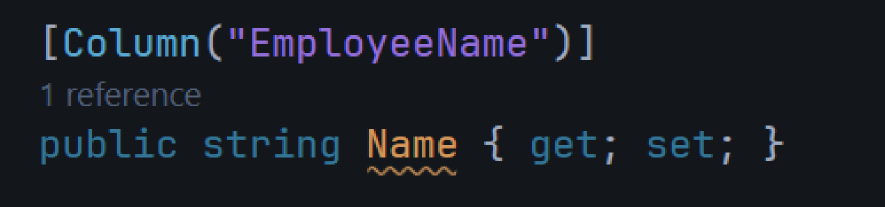 [Column("EmployeeName")]
1 reference
public string Name { get; set; }